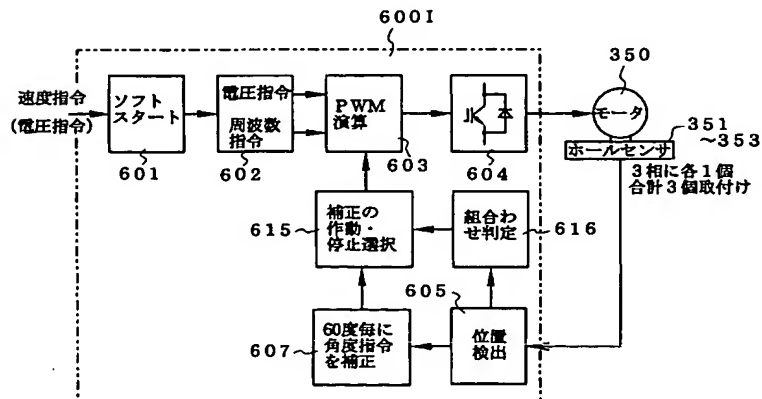 600I
350
速度指令
(電圧指令)
ソフト
スタート
電圧指令
周波数
指令
PWM
演算
モータ
351
~353
ホールセンサ
3相に各1個
合計3個取付け
601
602
603
604
615
補正の
作動・
停止選択
組合わ
せ判定
616
605
607
60度毎に
角度指令
を補正
位置
検出